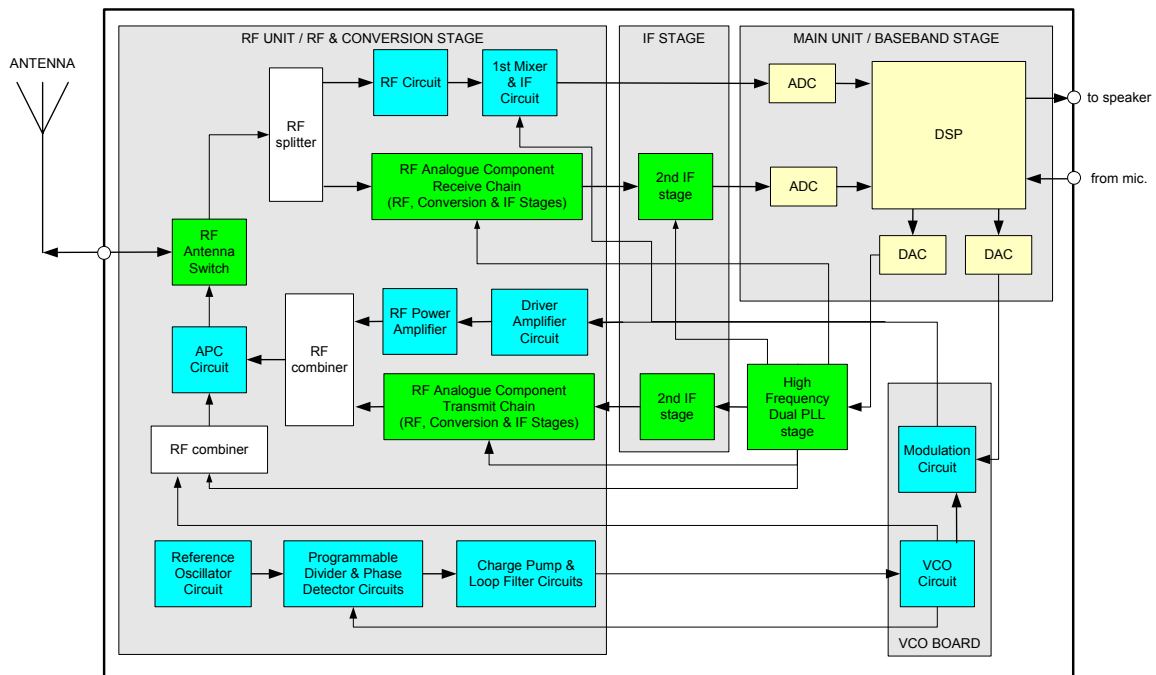 RF UNIT / RF & CONVERSION STAGE
IF STAGE
MAIN UNIT / BASEBAND STAGE
ANTENNA
RF Circuit
1st Mixer
& IF
Circuit
ADC
to speaker
RF
splitter
DSP
RF Analogue Component
Receive Chain
(RF, Conversion & IF Stages)
2nd IF
stage
ADC
from mic.
RF
Antenna
Switch
DAC
DAC
RF Power
Amplifier
Driver
Amplifier
Circuit
APC
Circuit
RF
combiner
RF Analogue Component
Transmit Chain
(RF, Conversion & IF Stages)
2nd IF
stage
High
Frequency
Dual PLL
stage
RF combiner
Modulation
Circuit
Reference
Oscillator
Circuit
Programmable
Divider & Phase
Detector Circuits
Charge Pump &
Loop Filter Circuits
VCO
Circuit
VCO BOARD